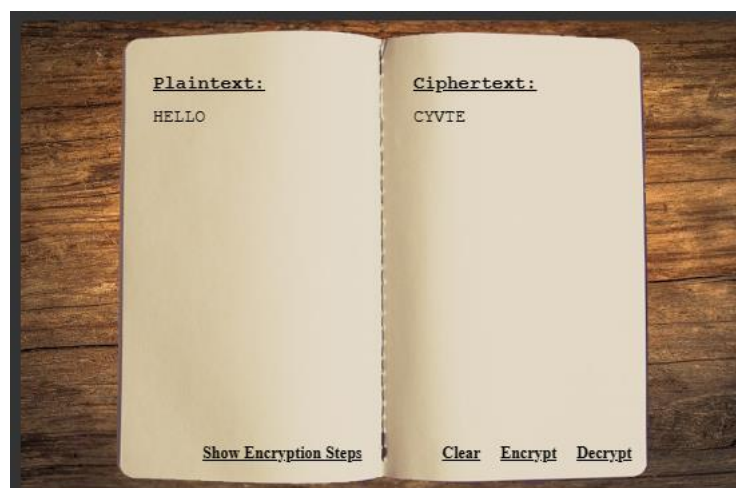 Plaintext:
HELLO
Show Encryption Steps
Ciphertext:
CYVTE
Clear Encrypt Decrypt